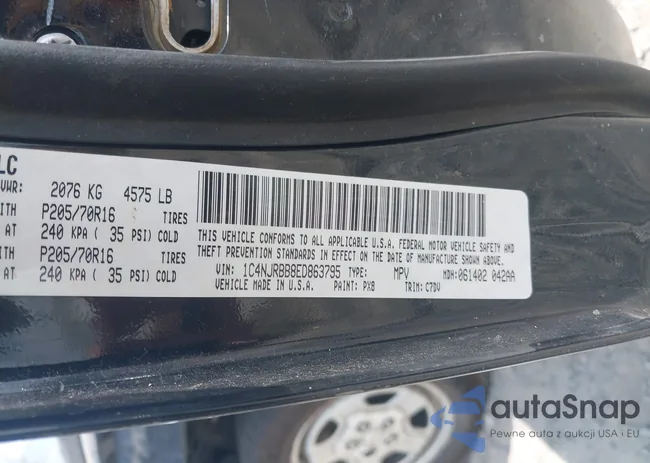 LC
VWR: 2076 KG 4575 LB
ITH P205/70R16 TIRES
AT 240 KPA ( 35 PSI) COLD
ITH P205/70R16 TIRES
AT 240 KPA ( 35 PSI) COLD
THIS VEHICLE CONFORMS TO ALL APPLICABLE U.S.A. FEDERAL MOTOR VEHICLE SAFETY AND
THEFT PREVENTION STANDARDS IN EFFECT ON THE DATE OF MANUFACTURE SHOWN ABOVE.
VIN: 1C4NJRBB8ED863795 TYPE: MPV MDH: 061402 042AA
VEHICLE MADE IN U.S.A. PAINT: PX8 TRIM: C7DV
autaSnap
Pewne auta z aukcji USA i EU